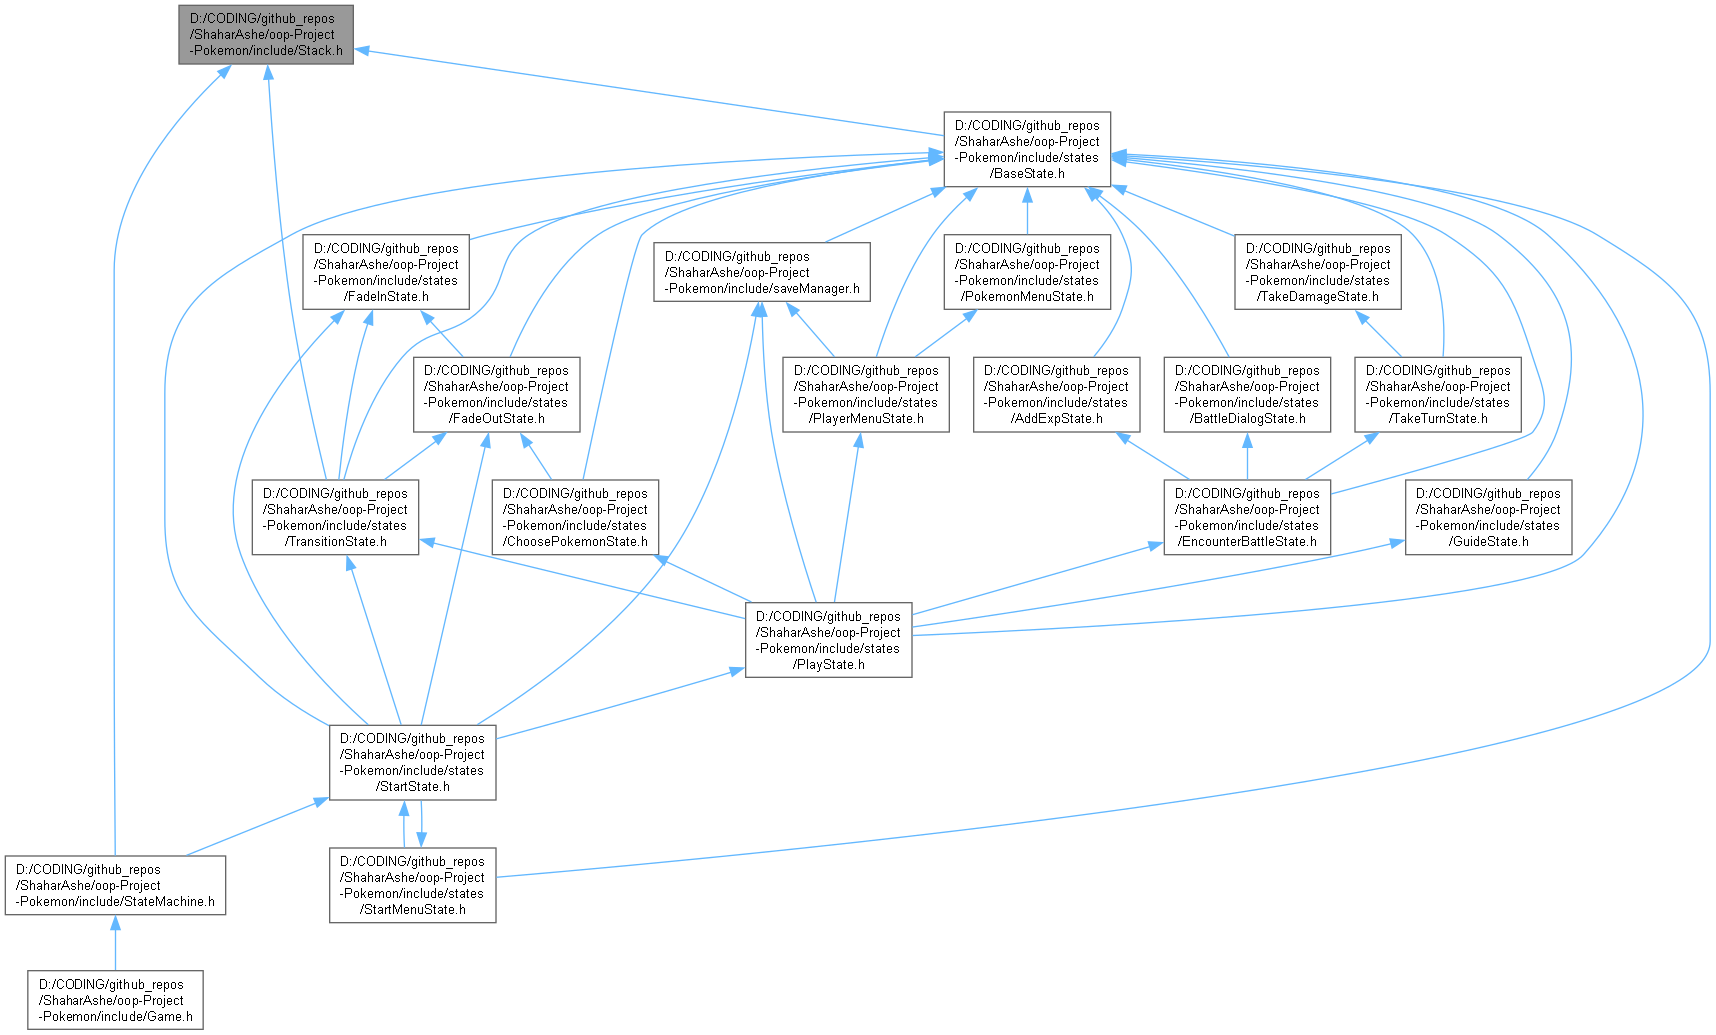 D:/CODING/github_repos
/ShaharAshe/oop-Project
-Pokemon/include/Stack.h
D:/CODING/github_repos
/ShaharAshe/oop-Project
-Pokemon/include/states
/BaseState.h
D:/CODING/github_repos
/ShaharAshe/oop-Project
-Pokemon/include/states
/FadeInState.h
D:/CODING/github_repos
/ShaharAshe/oop-Project
-Pokemon/include/saveManager.h
D:/CODING/github_repos
/ShaharAshe/oop-Project
-Pokemon/include/states
/PokemonMenuState.h
D:/CODING/github_repos
/ShaharAshe/oop-Project
-Pokemon/include/states
/TakeDamageState.h
D:/CODING/github_repos
/ShaharAshe/oop-Project
-Pokemon/include/states
/FadeOutState.h
D:/CODING/github_repos
/ShaharAshe/oop-Project
-Pokemon/include/states
/PlayerMenuState.h
D:/CODING/github_repos
/ShaharAshe/oop-Project
-Pokemon/include/states
/AddExpState.h
D:/CODING/github_repos
/ShaharAshe/oop-Project
-Pokemon/include/states
/BattleDialogState.h
D:/CODING/github_repos
/ShaharAshe/oop-Project
-Pokemon/include/states
/TakeTurnState.h
D:/CODING/github_repos
/ShaharAshe/oop-Project
-Pokemon/include/states
/TransitionState.h
D:/CODING/github_repos
/ShaharAshe/oop-Project
-Pokemon/include/states
/ChoosePokemonState.h
D:/CODING/github_repos
/ShaharAshe/oop-Project
-Pokemon/include/states
/EncounterBattleState.h
D:/CODING/github_repos
/ShaharAshe/oop-Project
-Pokemon/include/states
/GuideState.h
D:/CODING/github_repos
/ShaharAshe/oop-Project
-Pokemon/include/states
/PlayState.h
D:/CODING/github_repos
/ShaharAshe/oop-Project
-Pokemon/include/states
/StartState.h
D:/CODING/github_repos
/ShaharAshe/oop-Project
-Pokemon/include/StateMachine.h
D:/CODING/github_repos
/ShaharAshe/oop-Project
-Pokemon/include/states
/StartMenuState.h
D:/CODING/github_repos
/ShaharAshe/oop-Project
-Pokemon/include/Game.h